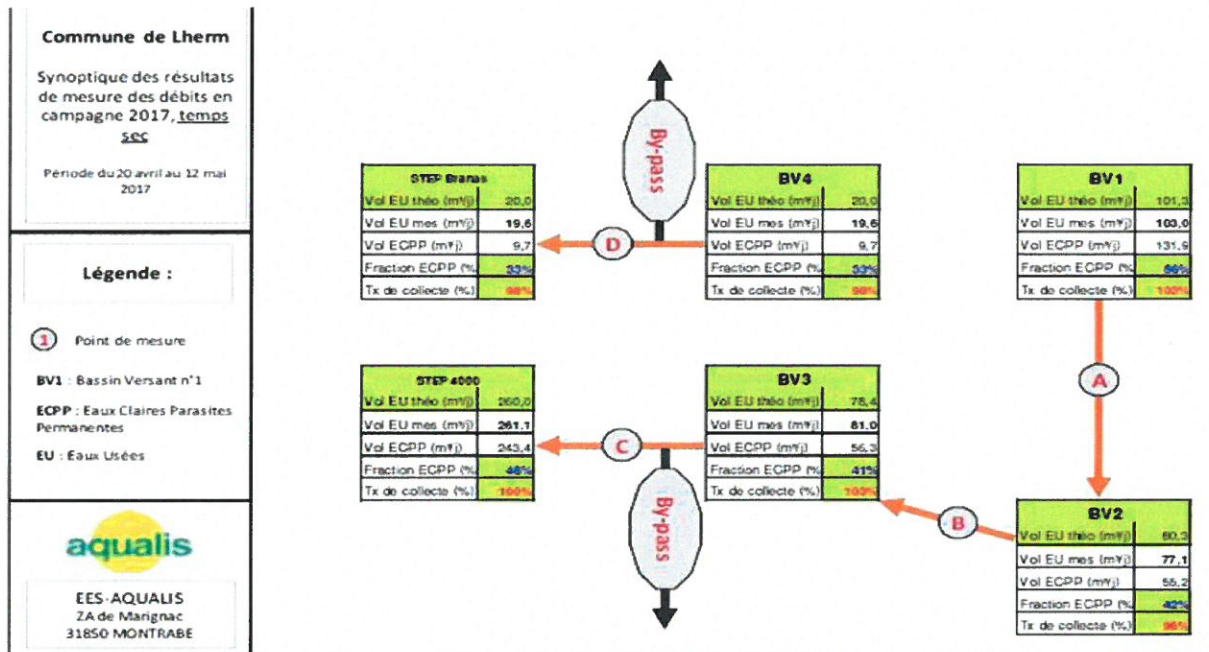 Commune de Lherm
Synoptique des résultats
de mesure des débits en
campagne 2017, temps
sec
Période du 20 avril au 12 mai
2017
Légende :
1 Point de mesure
BV1 : Bassin Versant n°1
ECPP : Eaux Claires Parasites
Permanentes
EU : Eaux Usées
aqualis
EES-AQUALIS
ZA de Marignac
31850 MONTRABE
By-pass
STEP Branas
Vol EU théo (m³/j) 20,0
Vol EU mes (m³/j) 19,6
Vol ECPP (m³/j) 9,7
Fraction ECPP (% 33%
Tx de collecte (%) 98%
D
BV4
Vol EU théo (m³/j) 20,0
Vol EU mes (m³/j) 19,6
Vol ECPP (m³/j) 9,7
Fraction ECPP (% 33%
Tx de collecte (%) 98%
BV1
Vol EU théo (m³/j) 101,3
Vol EU mes (m³/j) 103,0
Vol ECPP (m³/j) 131,9
Fraction ECPP (% 56%
Tx de collecte (%) 102%
A
STEP 4000
Vol EU théo (m³/j) 260,0
Vol EU mes (m³/j) 261,1
Vol ECPP (m³/j) 243,4
Fraction ECPP (% 48%
Tx de collecte (%) 100%
C
By-pass
BV3
Vol EU théo (m³/j) 78,4
Vol EU mes (m³/j) 81,0
Vol ECPP (m³/j) 56,3
Fraction ECPP (% 41%
Tx de collecte (%) 103%
B
BV2
Vol EU théo (m³/j) 80,3
Vol EU mes (m³/j) 77,1
Vol ECPP (m³/j) 55,2
Fraction ECPP (% 42%
Tx de collecte (%) 96%